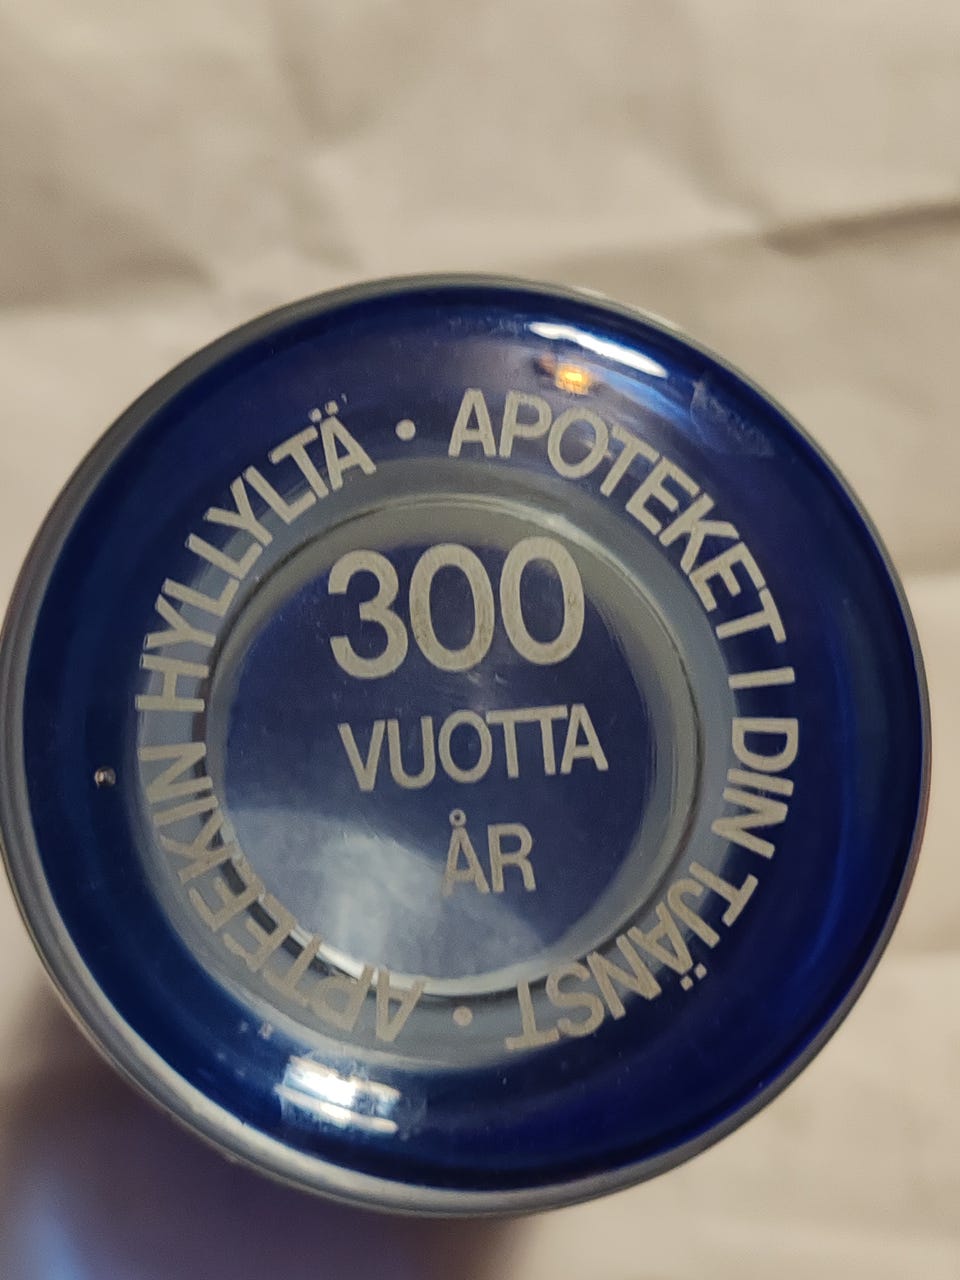 APTEEKIN HYLLYLTÄ • APOTEKET I DIN TJÄNST •
300
VUOTTA
ÅR